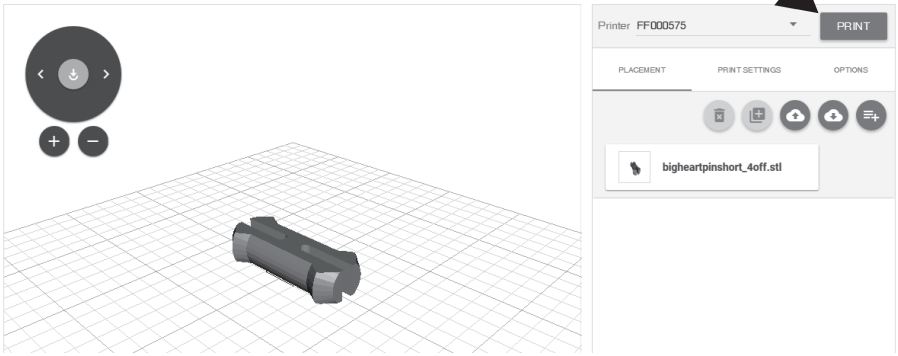 Printer FF000575
PRINT
PLACEMENT PRINT SETTINGS OPTIONS
bigheartpinshort_4off.stl